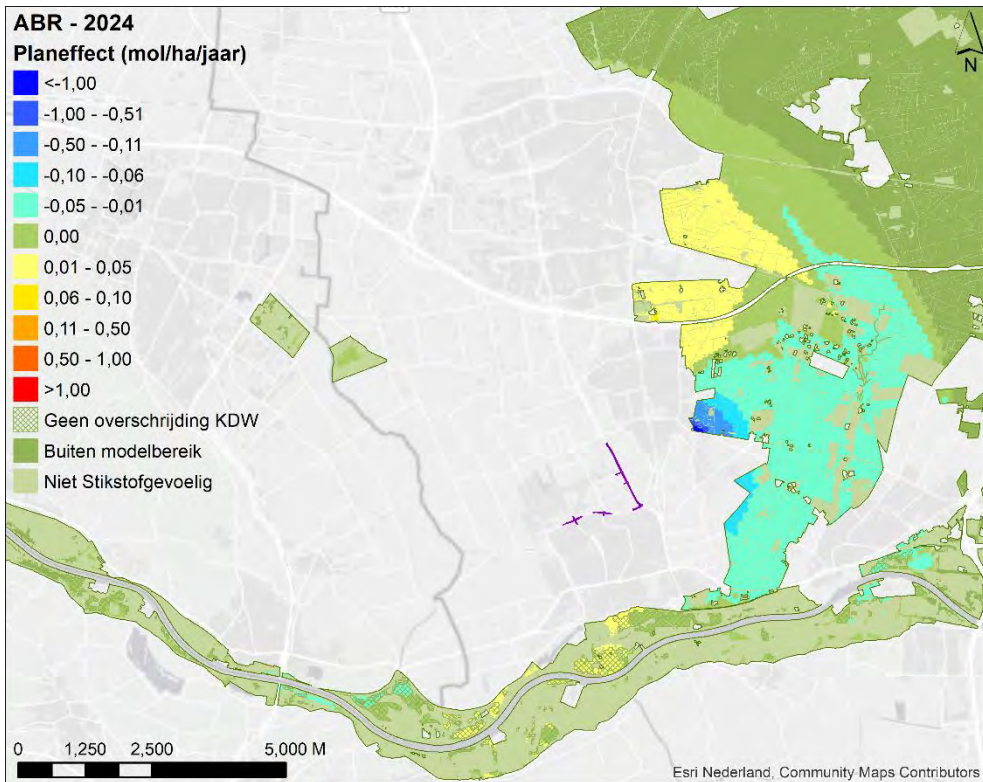 ABR - 2024
Planeffect (mol/ha/jaar)
<-1,00
-1,00 - -0,51
-0,50 - -0,11
-0,10 - -0,06
-0,05 - -0,01
0,00
0,01 - 0,05
0,06 - 0,10
0,11 - 0,50
0,50 - 1,00
>1,00
Geen overschrijding KDW
Buiten modelbereik
Niet Stikstofgevoelig
N
0 1,250 2,500 5,000 M
Esri Nederland, Community Maps Contributors